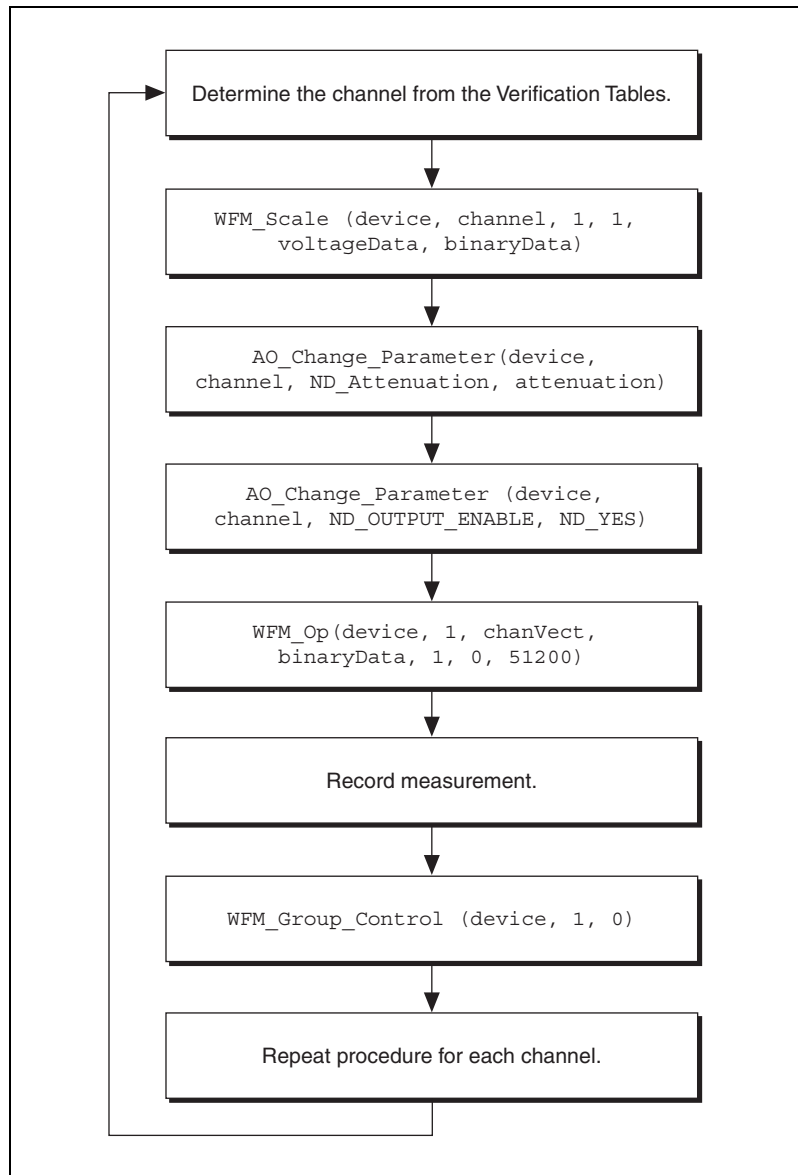 Determine the channel from the Verification Tables.
WFM_Scale (device, channel, 1, 1,
voltageData, binaryData)
AO_Change_Parameter(device,
channel, ND_Attenuation, attenuation)
AO_Change_Parameter (device,
channel, ND_OUTPUT_ENABLE, ND_YES)
WFM_Op(device, 1, chanVect,
binaryData, 1, 0, 51200)
Record measurement.
WFM_Group_Control (device, 1, 0)
Repeat procedure for each channel.